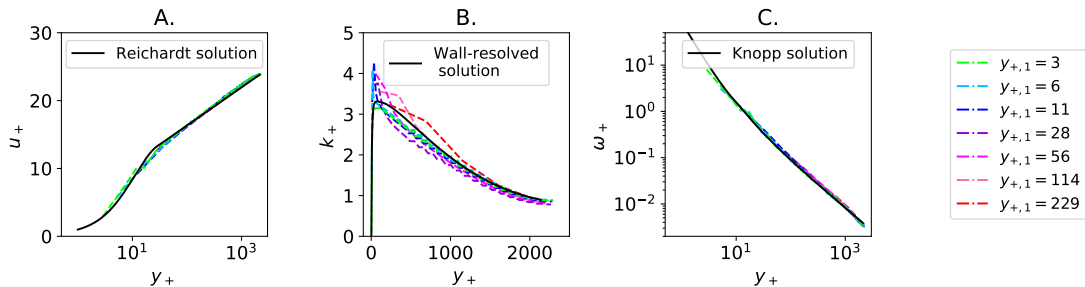 A.
B.
C.
30
20
10
0
u+
Reichardt solution
10^1
10^3
y+
5
4
3
2
1
0
k+
Wall-resolved
solution
0
1000
2000
y+
10^1
10^0
10^-1
10^-2
ω+
Knopp solution
10^1
10^3
y+
y+,1 = 3
y+,1 = 6
y+,1 = 11
y+,1 = 28
y+,1 = 56
y+,1 = 114
y+,1 = 229